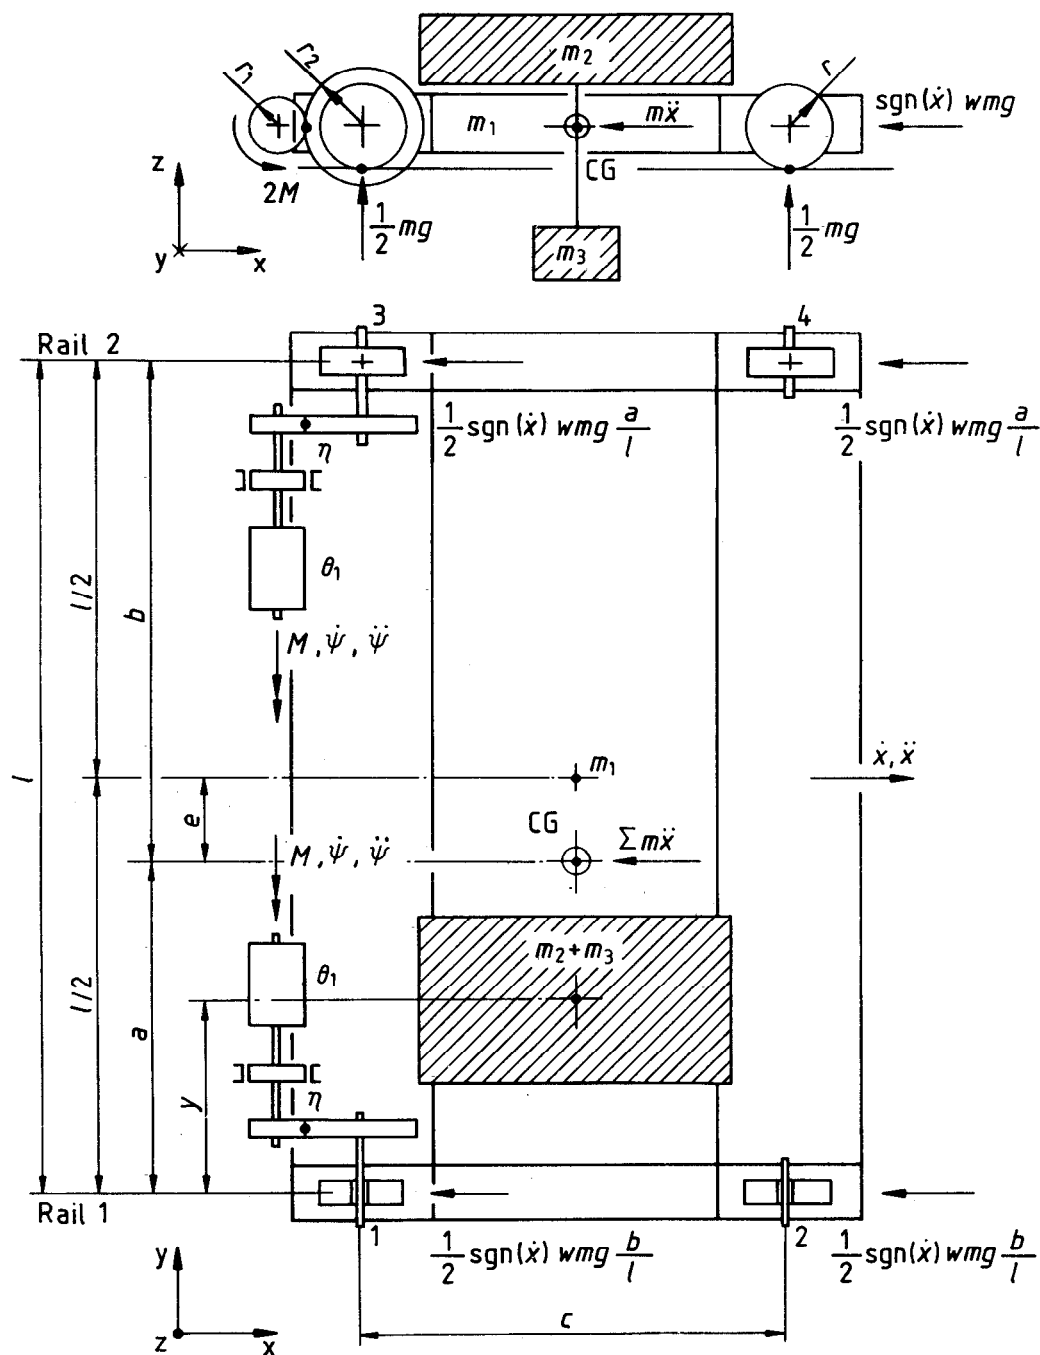 m₂
r₁
r₂
r
m₁
mẍ
sgn(ẋ) wmg
CG
z
2M
1/2 mg
1/2 mg
y
x
m₃
3
4
Rail 2
1/2 sgn(ẋ) wmg a/l
1/2 sgn(ẋ) wmg a/l
η
θ₁
l/2
b
M, ψ̇, ψ̈
l
m₁
ẋ, ẍ
e
CG
Σmẍ
M, ψ̇, ψ̈
m₂+m₃
θ₁
l/2
a
y
η
Rail 1
1
2
1/2 sgn(ẋ) wmg b/l
1/2 sgn(ẋ) wmg b/l
y
c
z
x